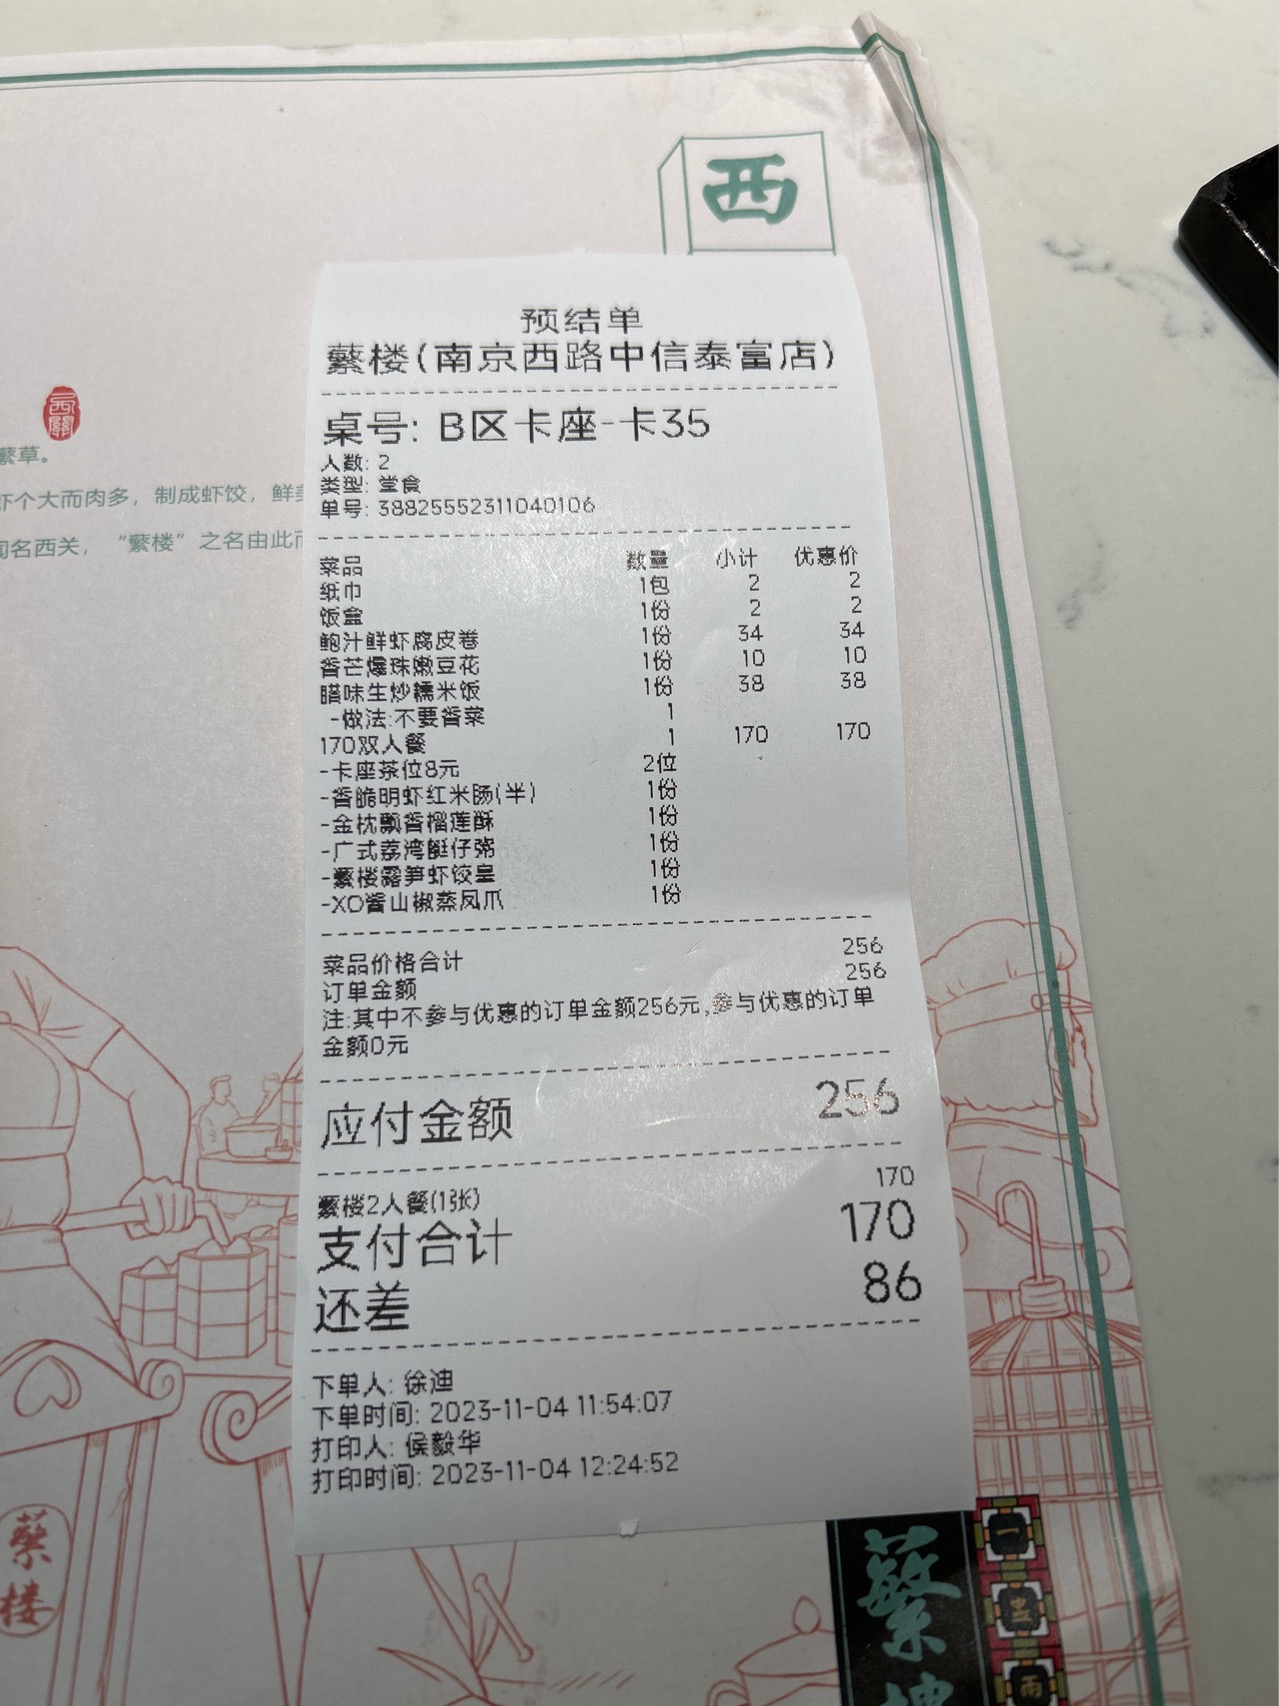 西
预结单
蘩楼(南京西路中信泰富店)
桌号: B区卡座-卡35
人数: 2
类型: 堂食
单号: 38825552311040106
菜品 数量 小计 优惠价
纸巾 1包 2 2
饭盒 1份 2 2
鲍汁鲜虾腐皮卷 1份 34 34
香芒爆珠嫩豆花 1份 10 10
腊味生炒糯米饭 1份 38 38
-做法:不要香菜 1
170双人餐 1 170 170
-卡座茶位8元 2位
-香脆明虾红米肠(半) 1份
-金枕飘香榴莲酥 1份
-广式荔湾艇仔粥 1份
-蘩楼露笋虾饺皇 1份
-XO酱山椒蒸凤爪 1份
菜品价格合计 256
订单金额 256
注:其中不参与优惠的订单金额256元,参与优惠的订单
金额0元
应付金额 256
蘩楼2人餐(1张) 170
支付合计 170
还差 86
下单人: 徐迪
下单时间: 2023-11-04 11:54:07
打印人: 侯毅华
打印时间: 2023-11-04 12:24:52
西關
蘩草。
虾个大而肉多，制成虾饺，鲜美
闻名西关，“蘩楼”之名由此而
蘩楼
蘩樓
一
盅
兩